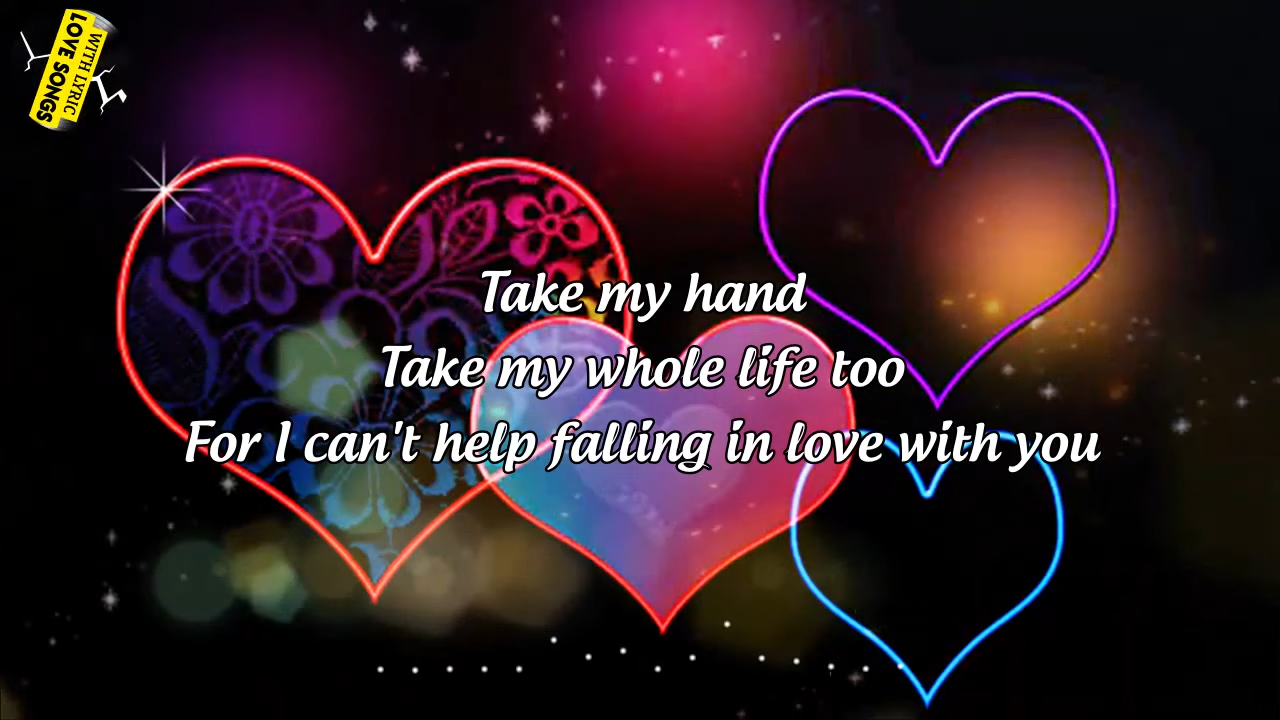 WITH LYRIC
LOVE SONGS
Take my hand
Take my whole life too
For I can't help falling in love with you